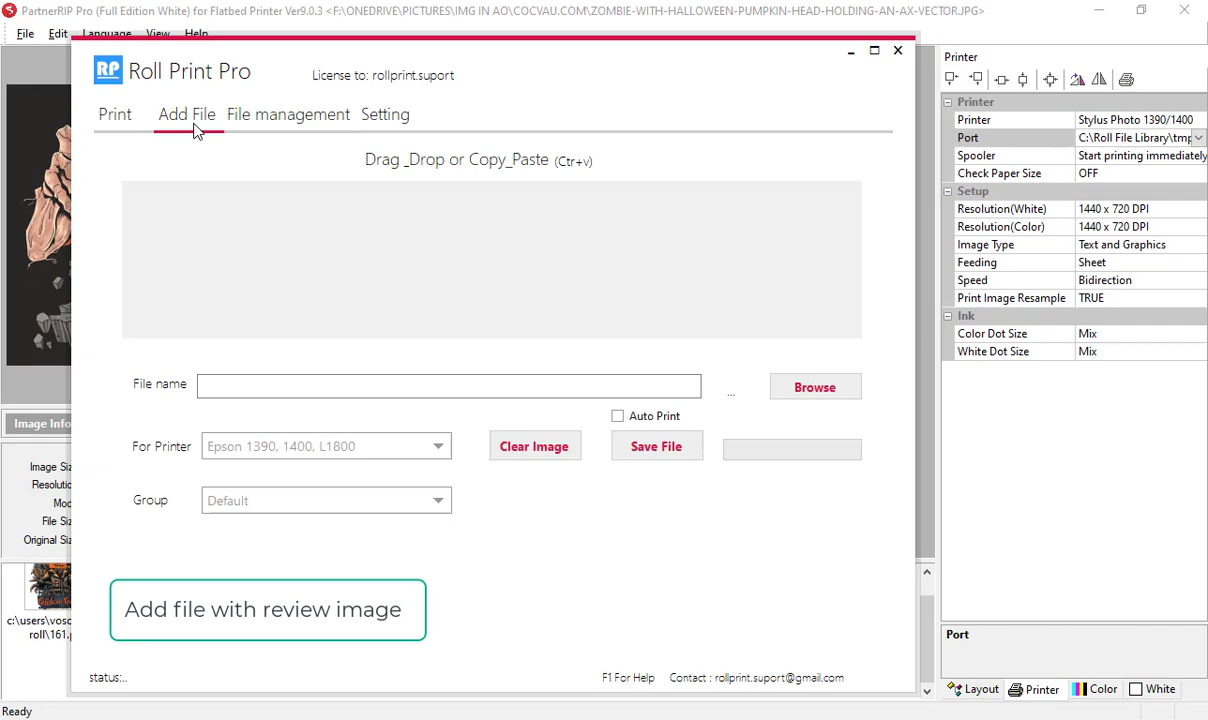 PartnerRIP Pro (Full Edition White) for Flatbed Printer Ver9.0.3 <F:\ONEDRIVE\PICTURES\IMG IN AO\COCVAU.COM\ZOMBIE-WITH-HALLOWEEN-PUMPKIN-HEAD-HOLDING-AN-AX-VECTOR.JPG>
File Edit Language View Help
RP Roll Print Pro
License to: rollprint.suport
Print Add File File management Setting
Drag _Drop or Copy_Paste (Ctr+v)
File name
...
Browse
Auto Print
For Printer Epson 1390, 1400, L1800 Clear Image Save File
Group Default
Add file with review image
status:..
F1 For Help Contact : rollprint.suport@gmail.com
Image Info
Image Siz
Resolutio
Mod
File Siz
Original Siz
c:\users\vosc
roll\161.p
Ready
Printer
Printer
Printer Stylus Photo 1390/1400
Port C:\Roll File Library\tmp
Spooler Start printing immediately
Check Paper Size OFF
Setup
Resolution(White) 1440 x 720 DPI
Resolution(Color) 1440 x 720 DPI
Image Type Text and Graphics
Feeding Sheet
Speed Bidirection
Print Image Resample TRUE
Ink
Color Dot Size Mix
White Dot Size Mix
Port
Layout Printer Color White